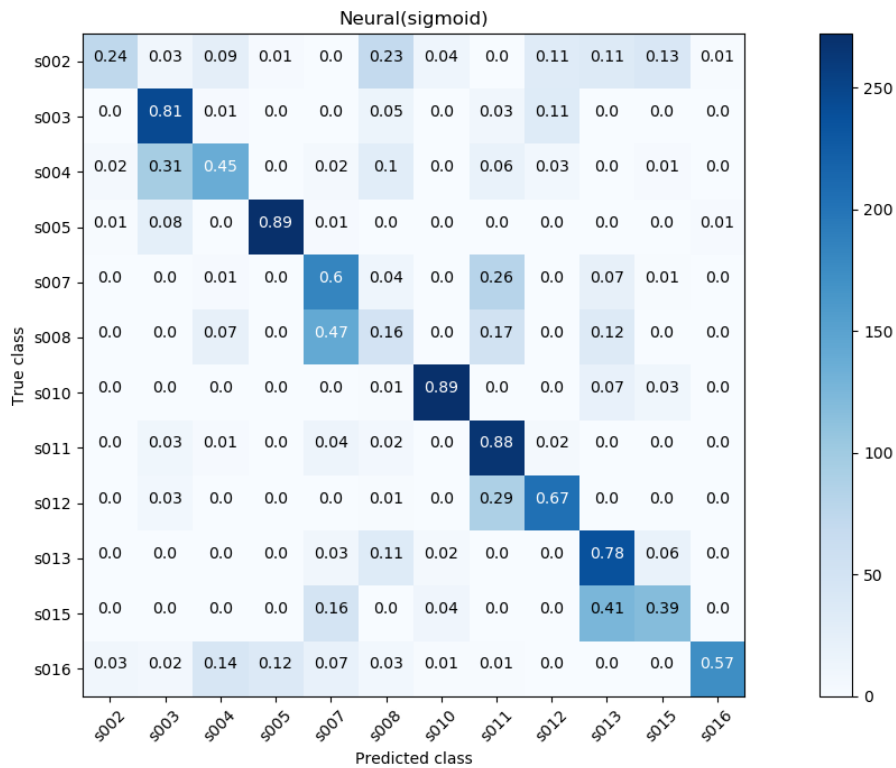 Neural(sigmoid)
s002 0.24 0.03 0.09 0.01 0.0 0.23 0.04 0.0 0.11 0.11 0.13 0.01
s003 0.0 0.81 0.01 0.0 0.0 0.05 0.0 0.03 0.11 0.0 0.0 0.0
s004 0.02 0.31 0.45 0.0 0.02 0.1 0.0 0.06 0.03 0.0 0.01 0.0
s005 0.01 0.08 0.0 0.89 0.01 0.0 0.0 0.0 0.0 0.0 0.0 0.01
s007 0.0 0.0 0.01 0.0 0.6 0.04 0.0 0.26 0.0 0.07 0.01 0.0
s008 0.0 0.0 0.07 0.0 0.47 0.16 0.0 0.17 0.0 0.12 0.0 0.0
s010 0.0 0.0 0.0 0.0 0.0 0.01 0.89 0.0 0.0 0.07 0.03 0.0
s011 0.0 0.03 0.01 0.0 0.04 0.02 0.0 0.88 0.02 0.0 0.0 0.0
s012 0.0 0.03 0.0 0.0 0.0 0.01 0.0 0.29 0.67 0.0 0.0 0.0
s013 0.0 0.0 0.0 0.0 0.03 0.11 0.02 0.0 0.0 0.78 0.06 0.0
s015 0.0 0.0 0.0 0.0 0.16 0.0 0.04 0.0 0.0 0.41 0.39 0.0
s016 0.03 0.02 0.14 0.12 0.07 0.03 0.01 0.01 0.0 0.0 0.0 0.57
s002 s003 s004 s005 s007 s008 s010 s011 s012 s013 s015 s016
Predicted class
True class
250
200
150
100
50
0